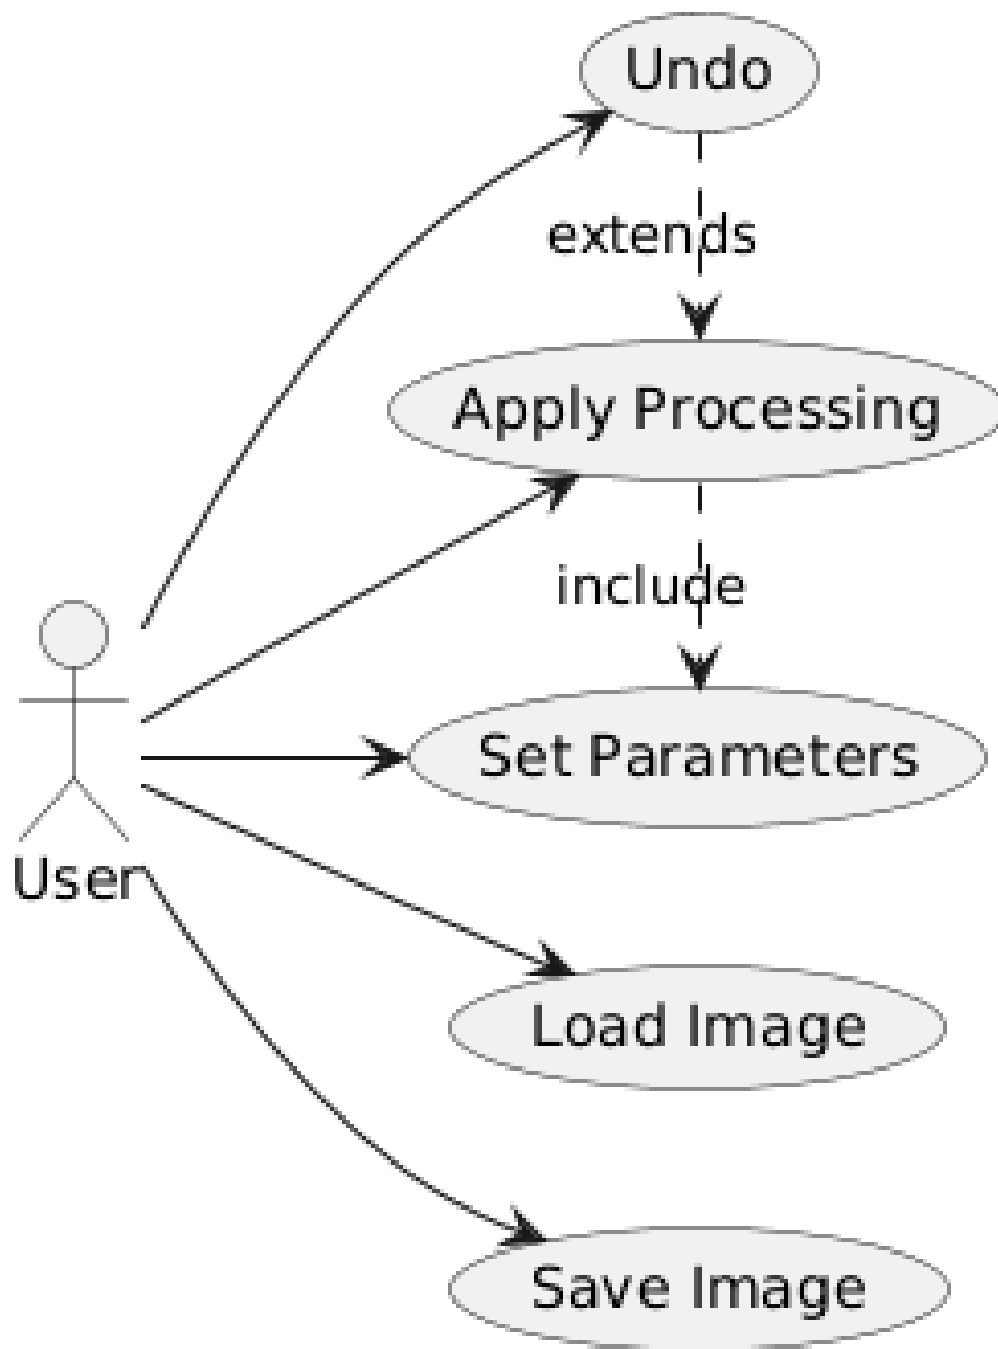 Undo
extends
Apply Processing
include
Set Parameters
User
Load Image
Save Image